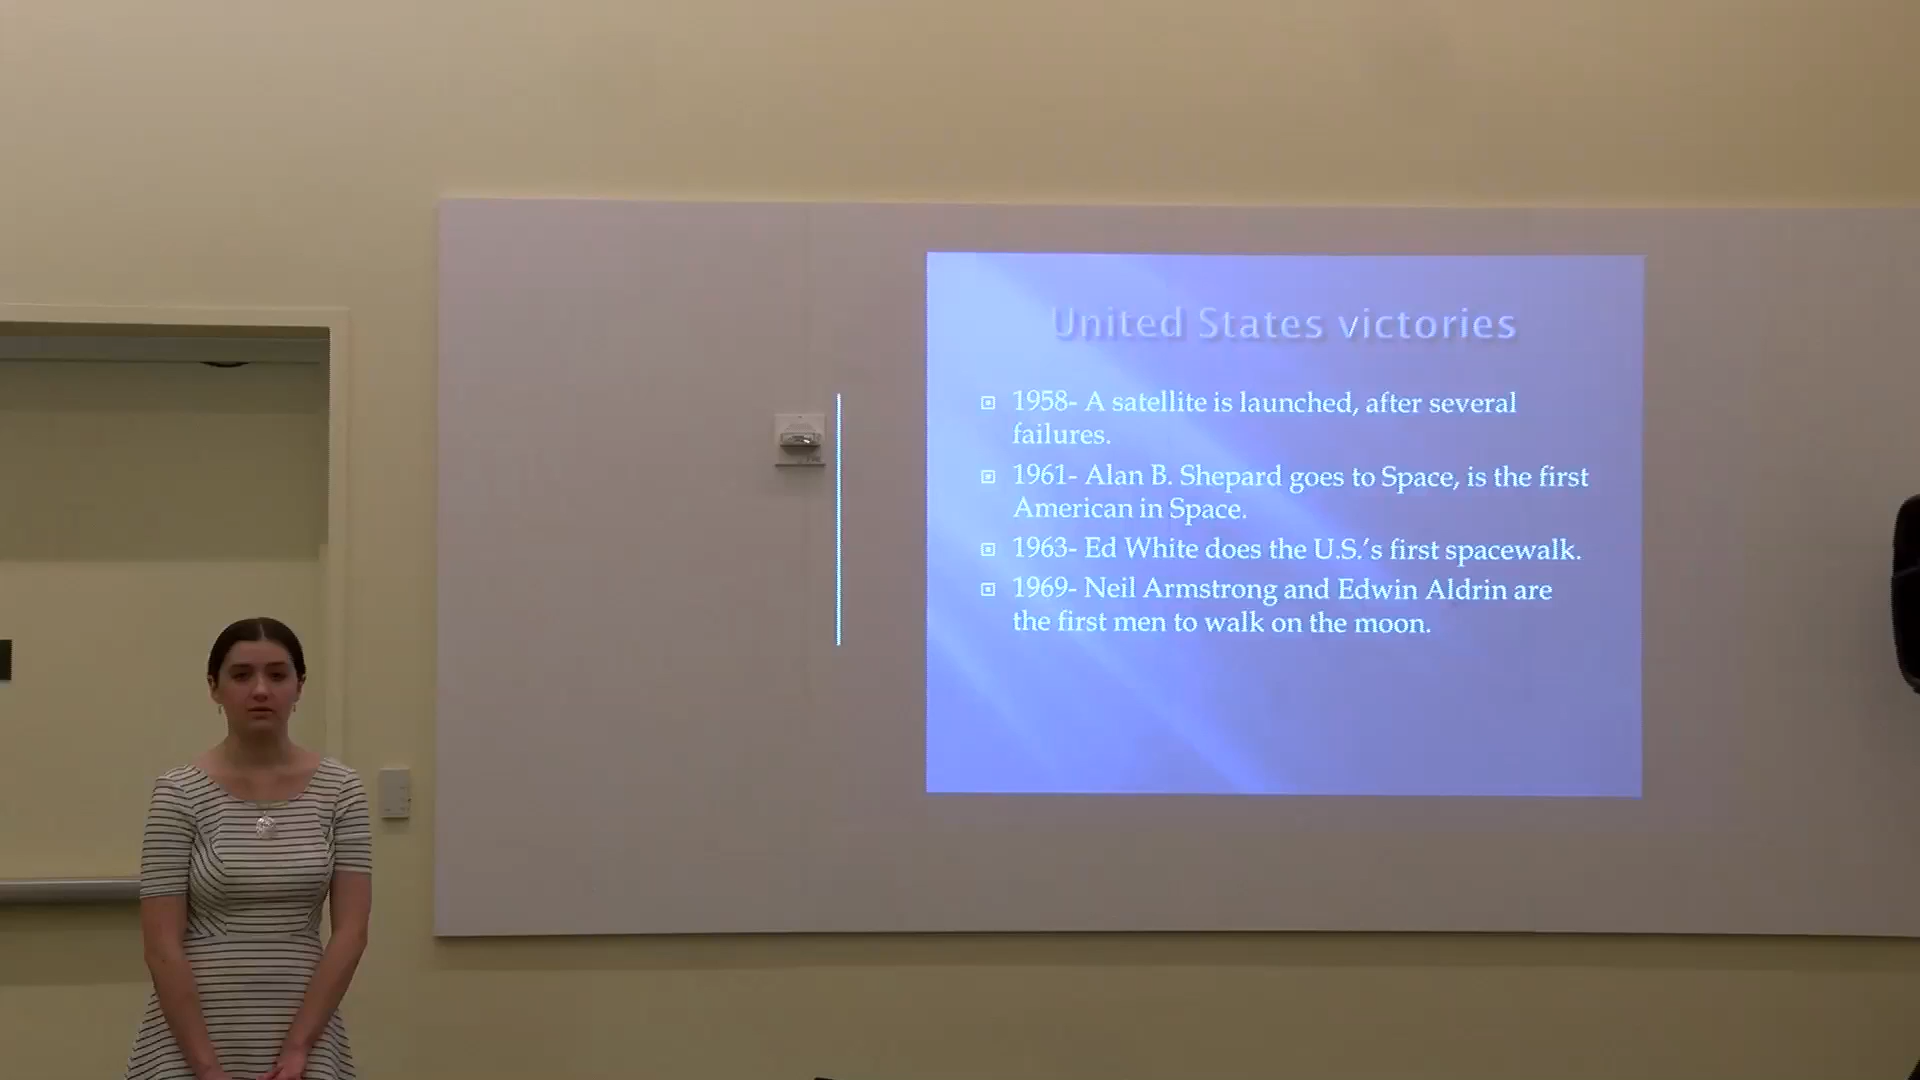 United States victories
1958- A satellite is launched, after several
failures.
1961- Alan B. Shepard goes to Space, is the first
American in Space.
1963- Ed White does the U.S.'s first spacewalk.
1969- Neil Armstrong and Edwin Aldrin are
the first men to walk on the moon.